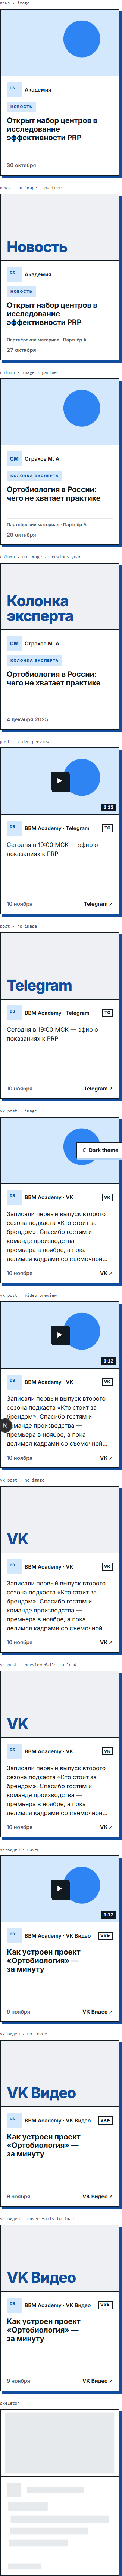 news · image
Академия
НОВОСТЬ
Открыт набор центров в
исследование
эффективности PRP
30 октября
news · no image · partner
Новость
Академия
НОВОСТЬ
Открыт набор центров в
исследование
эффективности PRP
Партнёрский материал · Партнёр А
27 октября
column · image · partner
СМ
Страхов М. А.
КОЛОНКА ЭКСПЕРТА
Ортобиология в России:
чего не хватает практике
Партнёрский материал · Партнёр А
29 октября
column · no image · previous year
Колонка
эксперта
СМ
Страхов М. А.
КОЛОНКА ЭКСПЕРТА
Ортобиология в России:
чего не хватает практике
4 декабря 2025
post · video preview
1:12
BBM Academy · Telegram
TG
Сегодня в 19:00 МСК — эфир о
показаниях к PRP
10 ноября
Telegram ↗
post · no image
Telegram
BBM Academy · Telegram
TG
Сегодня в 19:00 МСК — эфир о
показаниях к PRP
10 ноября
Telegram ↗
vk post · image
Dark theme
BBM Academy · VK
VK
Записали первый выпуск второго
сезона подкаста «Кто стоит за
брендом». Спасибо гостям и
команде производства —
премьера в ноябре, а пока
делимся кадрами со съёмочной…
10 ноября
VK ↗
vk post · video preview
1:12
BBM Academy · VK
VK
Записали первый выпуск второго
сезона подкаста «Кто стоит за
брендом». Спасибо гостям и
N
команде производства —
премьера в ноябре, а пока
делимся кадрами со съёмочной…
10 ноября
VK ↗
vk post · no image
VK
BBM Academy · VK
VK
Записали первый выпуск второго
сезона подкаста «Кто стоит за
брендом». Спасибо гостям и
команде производства —
премьера в ноябре, а пока
делимся кадрами со съёмочной…
10 ноября
VK ↗
vk post · preview fails to load
VK
BBM Academy · VK
VK
Записали первый выпуск второго
сезона подкаста «Кто стоит за
брендом». Спасибо гостям и
команде производства —
премьера в ноябре, а пока
делимся кадрами со съёмочной…
10 ноября
VK ↗
vk-видео · cover
1:12
BBM Academy · VK Видео
VK▶
Как устроен проект
«Ортобиология» —
за минуту
9 ноября
VK Видео ↗
vk-видео · no cover
VK Видео
BBM Academy · VK Видео
VK▶
Как устроен проект
«Ортобиология» —
за минуту
9 ноября
VK Видео ↗
vk-видео · cover fails to load
VK Видео
BBM Academy · VK Видео
VK▶
Как устроен проект
«Ортобиология» —
за минуту
9 ноября
VK Видео ↗
skeleton